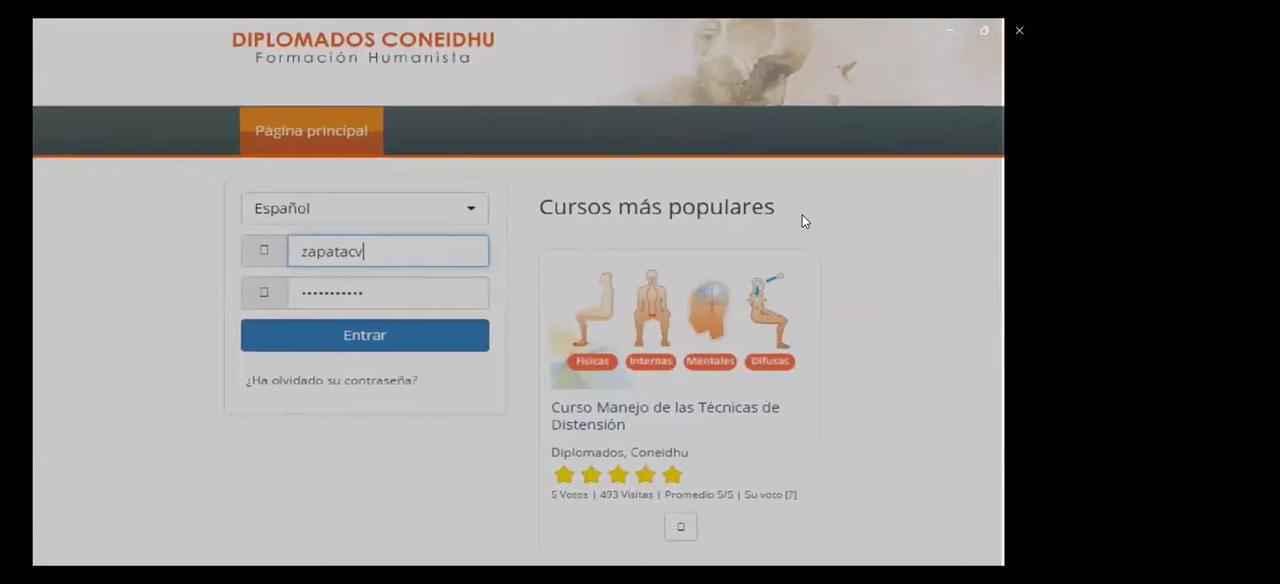 DIPLOMADOS CONEIDHU
Formación Humanista
Página principal
Español
zapatacv
Entrar
¿Ha olvidado su contraseña?
Cursos más populares
Físicas Internas Mentales Difusas
Curso Manejo de las Técnicas de
Distensión
Diplomados, Coneidhu
5 Votos | 493 Visitas | Promedio 5/5 | Su voto [?]